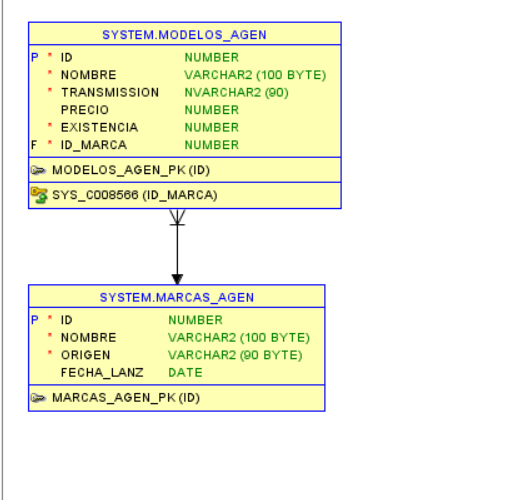 SYSTEM.MODELOS_AGEN
P * ID NUMBER
* NOMBRE VARCHAR2 (100 BYTE)
* TRANSMISSION NVARCHAR2 (90)
PRECIO NUMBER
* EXISTENCIA NUMBER
F * ID_MARCA NUMBER
MODELOS_AGEN_PK (ID)
SYS_C008566 (ID_MARCA)
SYSTEM.MARCAS_AGEN
P * ID NUMBER
* NOMBRE VARCHAR2 (100 BYTE)
* ORIGEN VARCHAR2 (90 BYTE)
FECHA_LANZ DATE
MARCAS_AGEN_PK (ID)